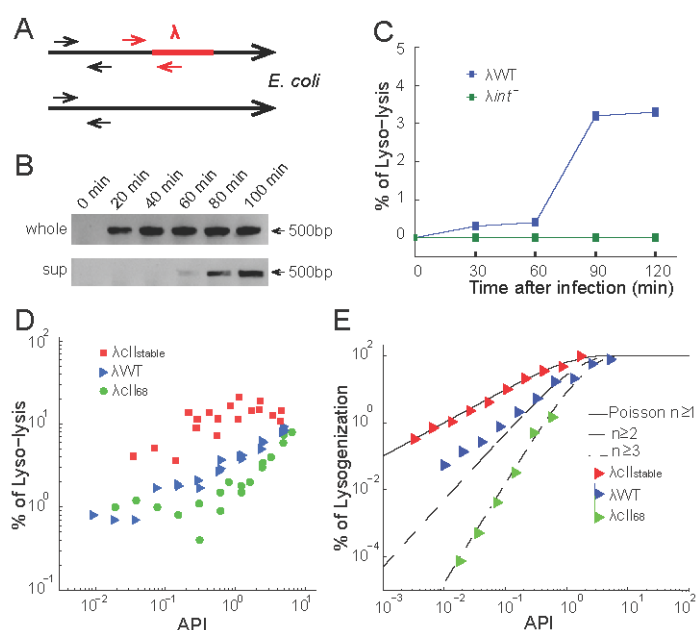 A
λ
E. coli
B
0 min
20 min
40 min
60 min
80 min
100 min
whole
500bp
sup
500bp
C
5
4
3
2
1
0
% of Lyso-lysis
λWT
λint⁻
0 30 60 90 120
Time after infection (min)
D
10²
10¹
10⁰
10⁻¹
% of Lyso-lysis
λcIIstable
λWT
λcII68
10⁻² 10⁻¹ 10⁰ 10¹
API
E
10²
10⁰
10⁻²
10⁻⁴
% of Lysogenization
Poisson n≥1
n≥2
n≥3
λcIIstable
λWT
λcII68
10⁻³ 10⁻² 10⁻¹ 10⁰ 10¹ 10²
API